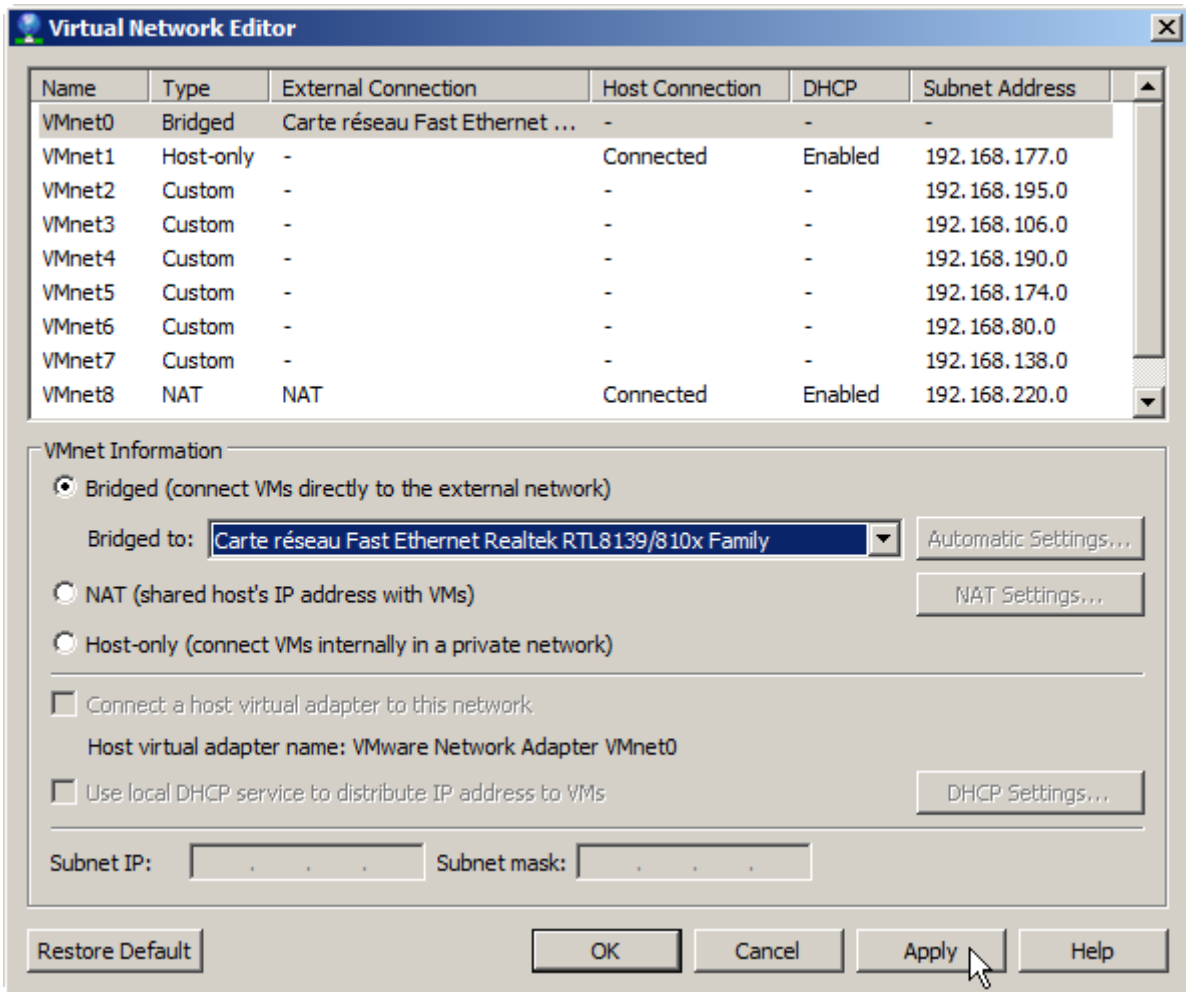 Virtual Network Editor
Name Type External Connection Host Connection DHCP Subnet Address
VMnet0 Bridged Carte réseau Fast Ethernet ... - - -
VMnet1 Host-only - Connected Enabled 192.168.177.0
VMnet2 Custom - - - 192.168.195.0
VMnet3 Custom - - - 192.168.106.0
VMnet4 Custom - - - 192.168.190.0
VMnet5 Custom - - - 192.168.174.0
VMnet6 Custom - - - 192.168.80.0
VMnet7 Custom - - - 192.168.138.0
VMnet8 NAT NAT Connected Enabled 192.168.220.0
VMnet Information
Bridged (connect VMs directly to the external network)
Bridged to: Carte réseau Fast Ethernet Realtek RTL8139/810x Family Automatic Settings...
NAT (shared host's IP address with VMs) NAT Settings...
Host-only (connect VMs internally in a private network)
Connect a host virtual adapter to this network
Host virtual adapter name: VMware Network Adapter VMnet0
Use local DHCP service to distribute IP address to VMs DHCP Settings...
Subnet IP: . . . Subnet mask: . . .
Restore Default OK Cancel Apply Help